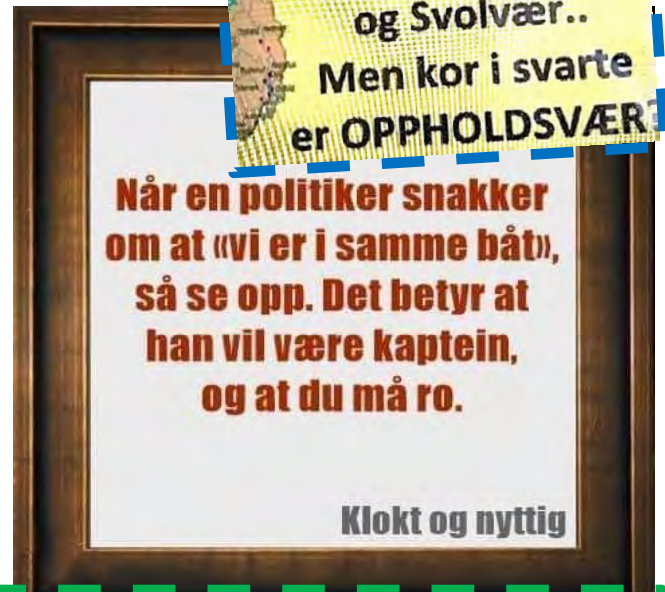 og Svolvær..
Men kor i svarte
er OPPHOLDSVÆR?
Når en politiker snakker
om at «vi er i samme båt»,
så se opp. Det betyr at
han vil være kaptein,
og at du må ro.
Klokt og nyttig